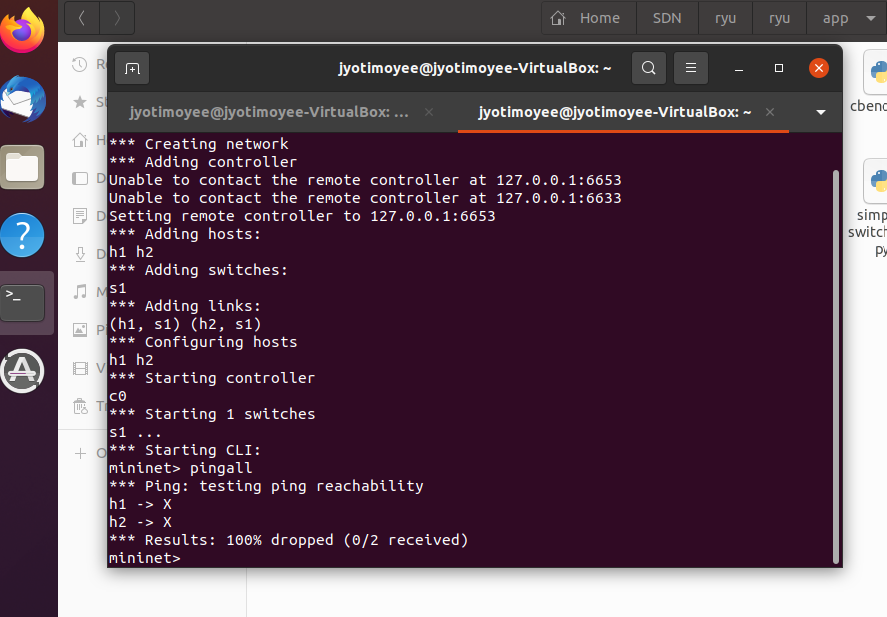 Home SDN ryu ryu app
jyotimoyee@jyotimoyee-VirtualBox: ~
jyotimoyee@jyotimoyee-VirtualBox: ... × jyotimoyee@jyotimoyee-VirtualBox: ~ ×
*** Creating network
*** Adding controller
Unable to contact the remote controller at 127.0.0.1:6653
Unable to contact the remote controller at 127.0.0.1:6633
Setting remote controller to 127.0.0.1:6653
*** Adding hosts:
h1 h2
*** Adding switches:
s1
*** Adding links:
(h1, s1) (h2, s1)
*** Configuring hosts
h1 h2
*** Starting controller
c0
*** Starting 1 switches
s1 ...
*** Starting CLI:
mininet> pingall
*** Ping: testing ping reachability
h1 -> X
h2 -> X
*** Results: 100% dropped (0/2 received)
mininet>
cbenc
simp
switch
py